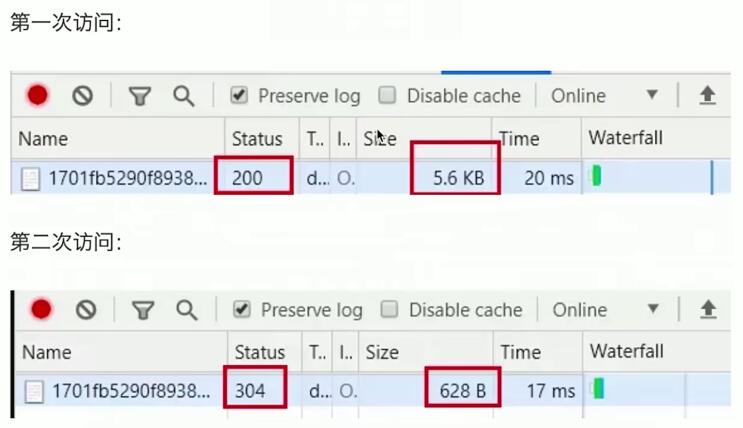 第一次访问：
Preserve log Disable cache Online
Name Status T.. I.. Size Time Waterfall
1701fb5290f8938... 200 d... O. 5.6 KB 20 ms
第二次访问：
Preserve log Disable cache Online
Name Status T.. I.. Size Time Waterfall
1701fb5290f8938... 304 d... O. 628 B 17 ms